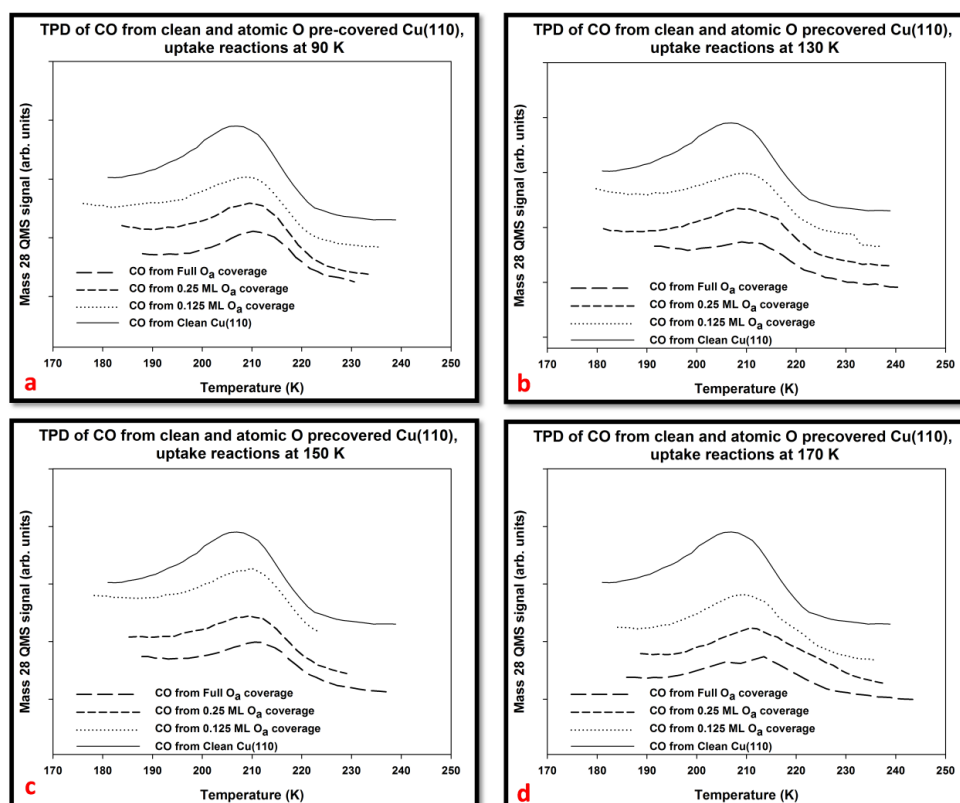 TPD of CO from clean and atomic O pre-covered Cu(110),
uptake reactions at 90 K
Mass 28 QMS signal (arb. units)
CO from Full Oa coverage
CO from 0.25 ML Oa coverage
CO from 0.125 ML Oa coverage
CO from Clean Cu(110)
170 180 190 200 210 220 230 240 250
Temperature (K)
a
TPD of CO from clean and atomic O precovered Cu(110),
uptake reactions at 130 K
Mass 28 QMS signal (arb. units)
CO from Full Oa coverage
CO from 0.25 ML Oa coverage
CO from 0.125 ML Oa coverage
CO from Clean Cu(110)
170 180 190 200 210 220 230 240 250
Temperature (K)
b
TPD of CO from clean and atomic O precovered Cu(110),
uptake reactions at 150 K
Mass 28 QMS signal (arb. units)
CO from Full Oa coverage
CO from 0.25 ML Oa coverage
CO from 0.125 ML Oa coverage
CO from Clean Cu(110)
170 180 190 200 210 220 230 240 250
Temperature (K)
c
TPD of CO from clean and atomic O precovered Cu(110),
uptake reactions at 170 K
Mass 28 QMS signal (arb. units)
CO from Full Oa coverage
CO from 0.25 ML Oa coverage
CO from 0.125 ML Oa coverage
CO from Clean Cu(110)
170 180 190 200 210 220 230 240 250
Temperature (K)
d